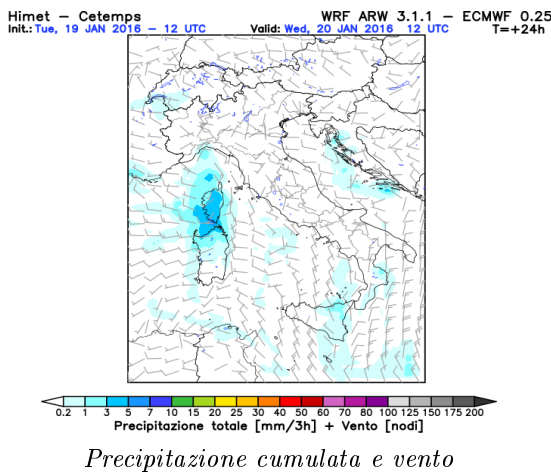 Himet – Cetemps WRF ARW 3.1.1 – ECMWF 0.25
Init.: Tue, 19 JAN 2016 – 12 UTC Valid: Wed, 20 JAN 2016 12 UTC T=+24h
0.2 1 3 5 7 10 15 20 25 30 40 50 60 70 80 100 125 150 175 200
Precipitazione totale [mm/3h] + Vento [nodi]
Precipitazione cumulata e vento